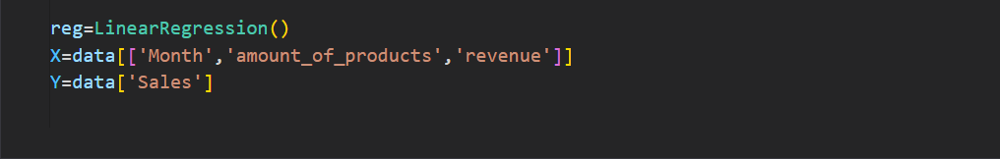 reg=LinearRegression()
X=data[['Month','amount_of_products','revenue']]
Y=data['Sales']